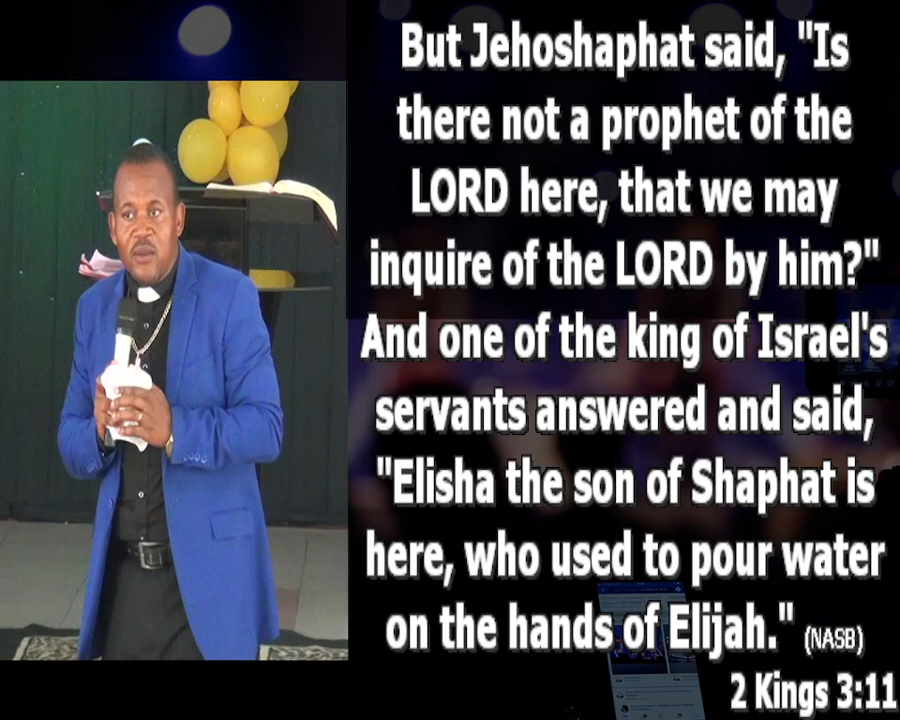 But Jehoshaphat said, "Is
there not a prophet of the
LORD here, that we may
inquire of the LORD by him?"
And one of the king of Israel's
servants answered and said,
"Elisha the son of Shaphat is
here, who used to pour water
on the hands of Elijah." (NASB)
2 Kings 3:11